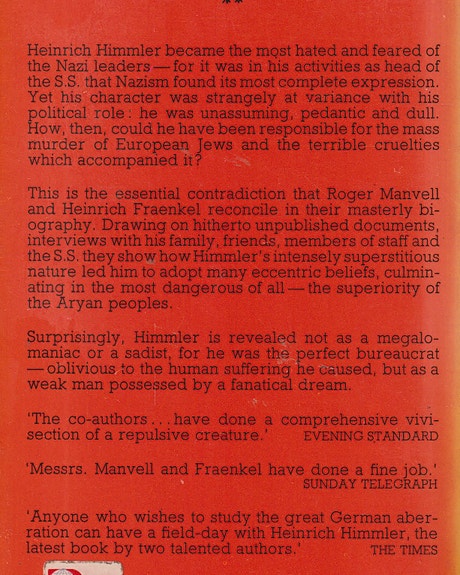 **
Heinrich Himmler became the most hated and feared of
the Nazi leaders — for it was in his activities as head of
the S.S. that Nazism found its most complete expression.
Yet his character was strangely at variance with his
political role: he was unassuming, pedantic and dull.
How, then, could he have been responsible for the mass
murder of European Jews and the terrible cruelties
which accompanied it?
This is the essential contradiction that Roger Manvell
and Heinrich Fraenkel reconcile in their masterly bi-
ography. Drawing on hitherto unpublished documents,
interviews with his family, friends, members of staff and
the S.S. they show how Himmler's intensely superstitious
nature led him to adopt many eccentric beliefs, culmin-
ating in the most dangerous of all — the superiority of
the Aryan peoples.
Surprisingly, Himmler is revealed not as a megalo-
maniac or a sadist, for he was the perfect bureaucrat
— oblivious to the human suffering he caused, but as a
weak man possessed by a fanatical dream.
'The co-authors . . . have done a comprehensive vivi-
section of a repulsive creature.' EVENING STANDARD
'Messrs. Manvell and Fraenkel have done a fine job.'
SUNDAY TELEGRAPH
'Anyone who wishes to study the great German aber-
ration can have a field-day with Heinrich Himmler, the
latest book by two talented authors.' THE TIMES